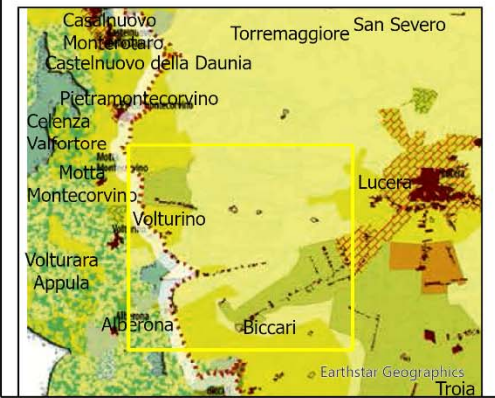 Casalnuovo
Monterotaro
Torremaggiore
San Severo
Castelnuovo della Daunia
Pietramontecorvino
Celenza
Valfortore
Motta
Montecorvino
Lucera
Volturino
Volturara
Appula
Alberona
Biccari
Earthstar Geographics
Troia